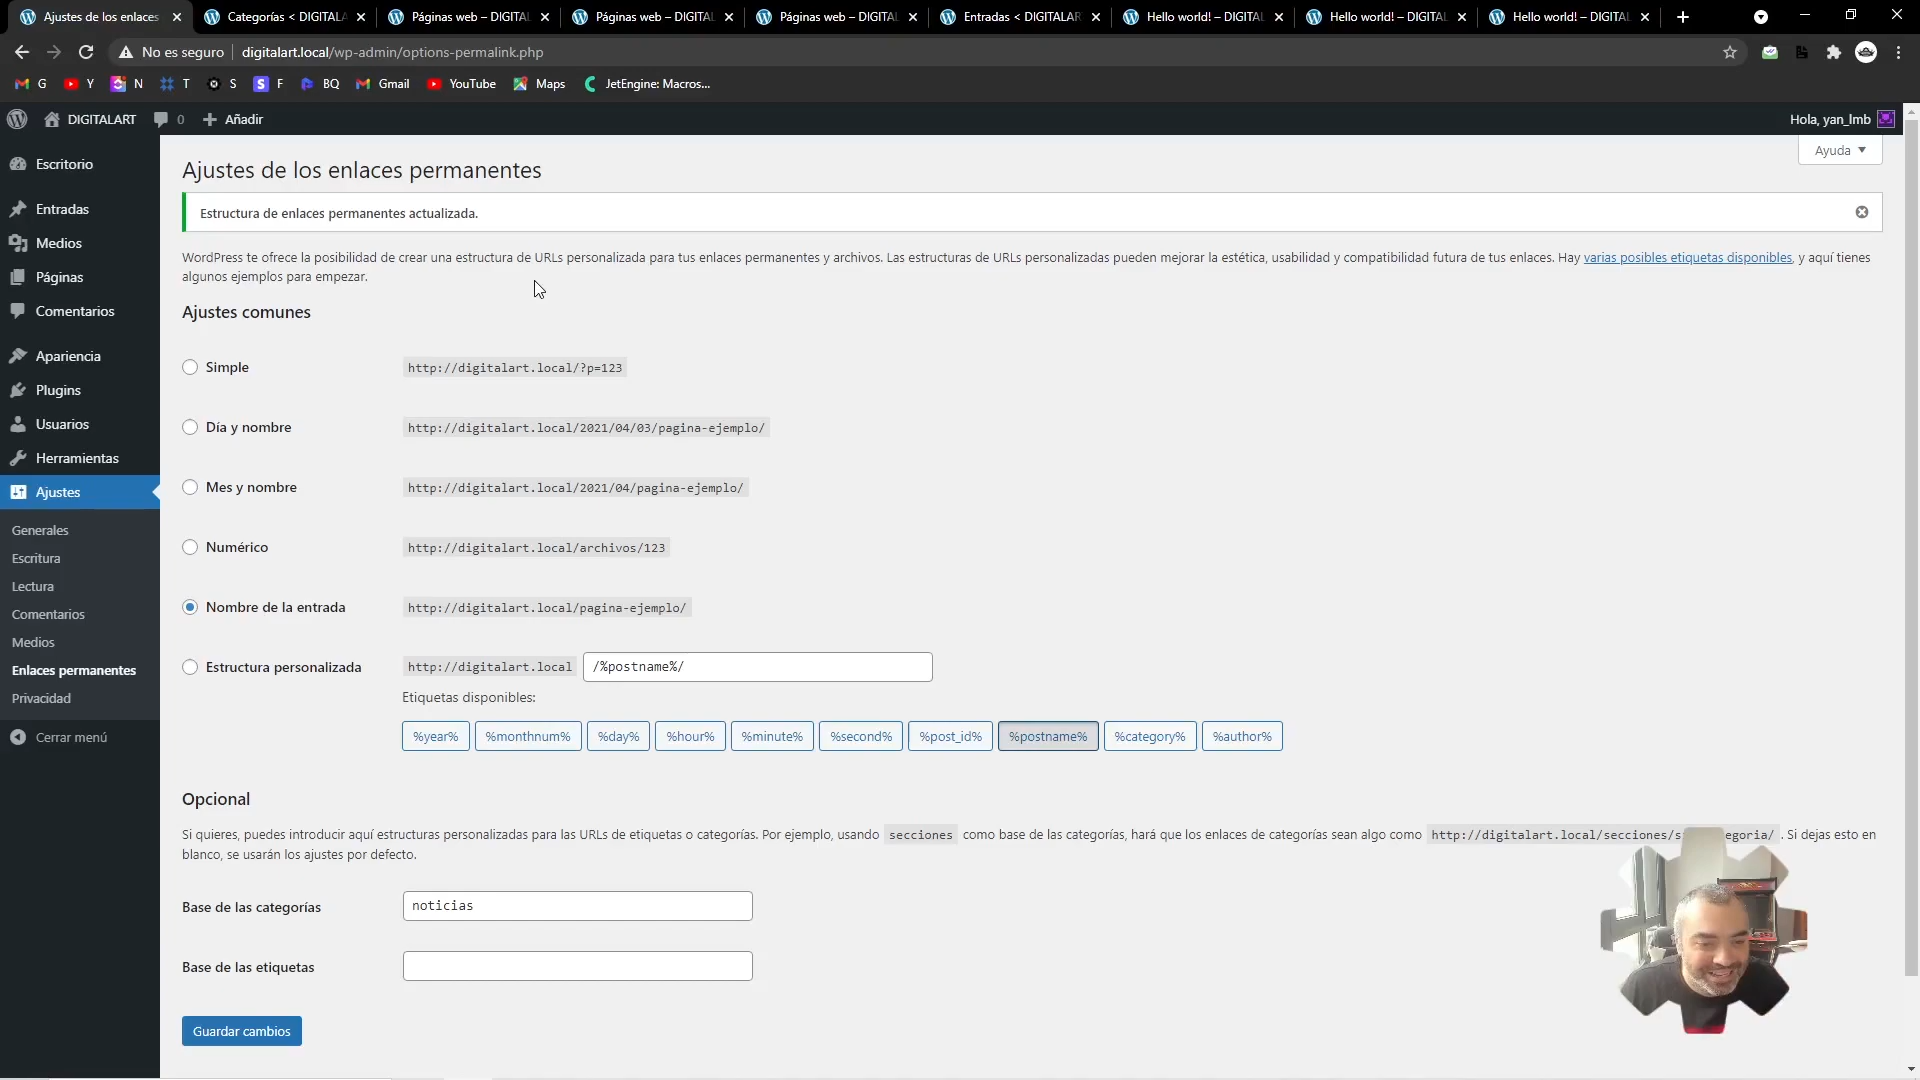 Ajustes de los enlaces
Categorías < DIGITALA
Páginas web – DIGITAL
Páginas web – DIGITAL
Páginas web – DIGITAL
Entradas < DIGITALAR
Hello world! – DIGITAL
Hello world! – DIGITAL
Hello world! – DIGITAL
No es seguro
digitalart.local/wp-admin/options-permalink.php
G
Y
N
T
S
F
BQ
Gmail
YouTube
Maps
JetEngine: Macros...
DIGITALART
0
Añadir
Hola, yan_lmb
Escritorio
Entradas
Medios
Páginas
Comentarios
Apariencia
Plugins
Usuarios
Herramientas
Ajustes
Generales
Escritura
Lectura
Comentarios
Medios
Enlaces permanentes
Privacidad
Cerrar menú
Ayuda
Ajustes de los enlaces permanentes
Estructura de enlaces permanentes actualizada.
WordPress te ofrece la posibilidad de crear una estructura de URLs personalizada para tus enlaces permanentes y archivos. Las estructuras de URLs personalizadas pueden mejorar la estética, usabilidad y compatibilidad futura de tus enlaces. Hay varias posibles etiquetas disponibles, y aquí tienes
algunos ejemplos para empezar.
Ajustes comunes
Simple http://digitalart.local/?p=123
Día y nombre http://digitalart.local/2021/04/03/pagina-ejemplo/
Mes y nombre http://digitalart.local/2021/04/pagina-ejemplo/
Numérico http://digitalart.local/archivos/123
Nombre de la entrada http://digitalart.local/pagina-ejemplo/
Estructura personalizada http://digitalart.local /%postname%/
Etiquetas disponibles:
%year% %monthnum% %day% %hour% %minute% %second% %post_id% %postname% %category% %author%
Opcional
Si quieres, puedes introducir aquí estructuras personalizadas para las URLs de etiquetas o categorías. Por ejemplo, usando secciones como base de las categorías, hará que los enlaces de categorías sean algo como http://digitalart.local/secciones/s egoria/ . Si dejas esto en
blanco, se usarán los ajustes por defecto.
Base de las categorías noticias
Base de las etiquetas
Guardar cambios